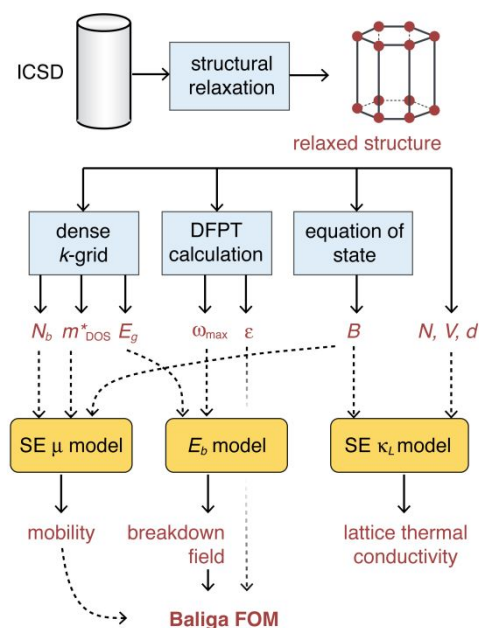 ICSD
structural
relaxation
relaxed structure
dense
k-grid
DFPT
calculation
equation of
state
N_b m*_DOS E_g ω_max ε B N, V, d
SE μ model
E_b model
SE κ_L model
mobility
breakdown
field
lattice thermal
conductivity
Baliga FOM